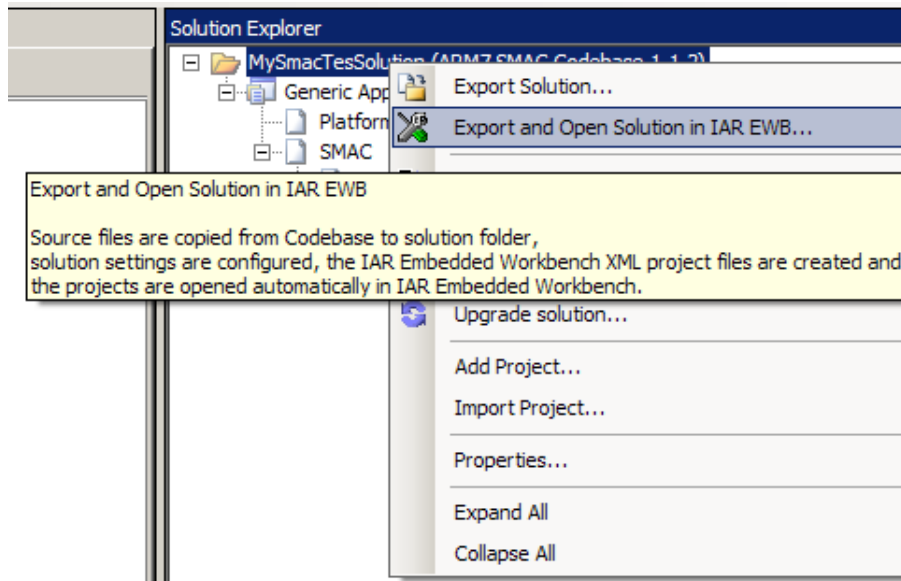 Solution Explorer
MySmacTesSolution (ARM7 SMAC Codebase 1.1.2)
Generic App
Export Solution...
Platform
Export and Open Solution in IAR EWB...
SMAC
Export and Open Solution in IAR EWB
Source files are copied from Codebase to solution folder,
solution settings are configured, the IAR Embedded Workbench XML project files are created and
the projects are opened automatically in IAR Embedded Workbench.
Upgrade solution...
Add Project...
Import Project...
Properties...
Expand All
Collapse All